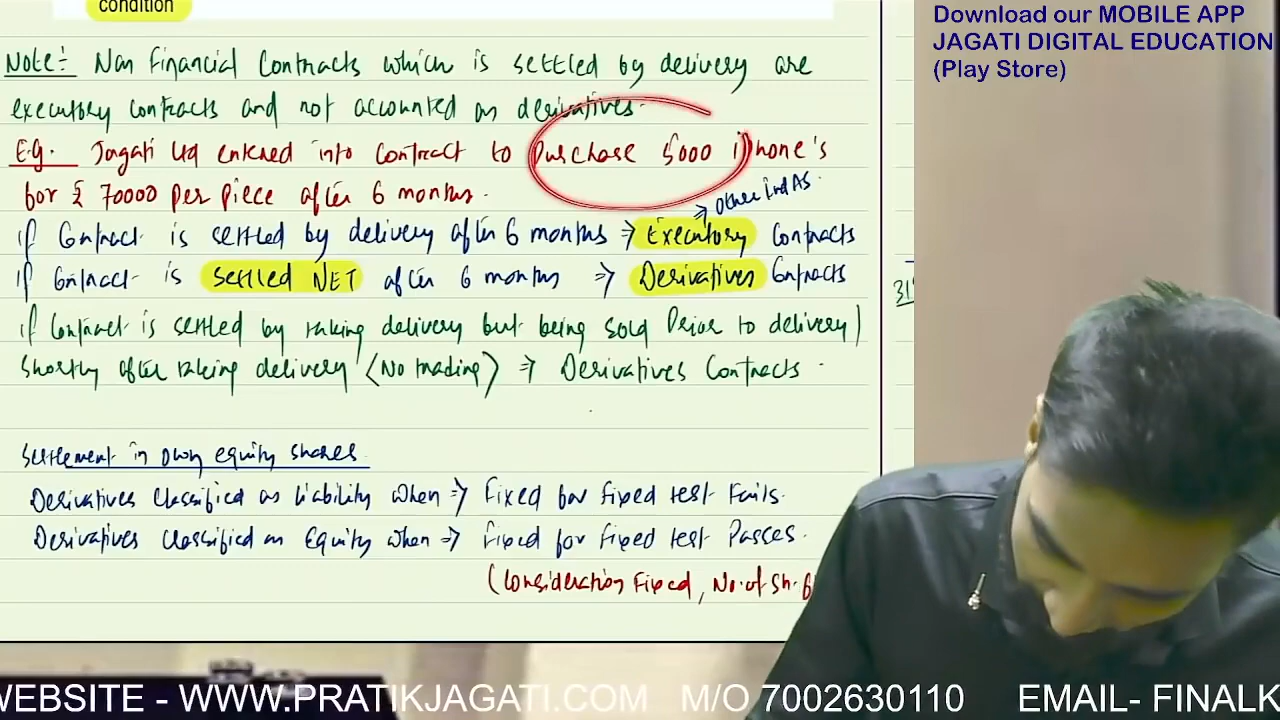 condition
Note:- Non Financial Contracts which is settled by delivery are
executory contracts and not accounted as derivatives.
E.g. Jagati Ltd entered into contract to purchase 5000 iphone's
for ₹ 70000 per piece after 6 months.
⇒ other Ind AS.
if Contract is settled by delivery after 6 months ⇒ Executory Contracts
if Contract is settled NET after 6 months ⇒ Derivatives Contracts
if Contract is settled by taking delivery but being sold Prior to delivery/
shortly after taking delivery (No trading) ⇒ Derivatives Contracts.
Settlement in own equity shares
Derivatives classified as liability when ⇒ Fixed for fixed test Fails.
Derivatives classified as Equity when ⇒ Fixed for fixed test Passes.
(Consideration Fixed, No. of Sh.
Download our MOBILE APP
JAGATI DIGITAL EDUCATION
(Play Store)
WEBSITE - WWW.PRATIKJAGATI.COM M/O 7002630110 EMAIL- FINALK